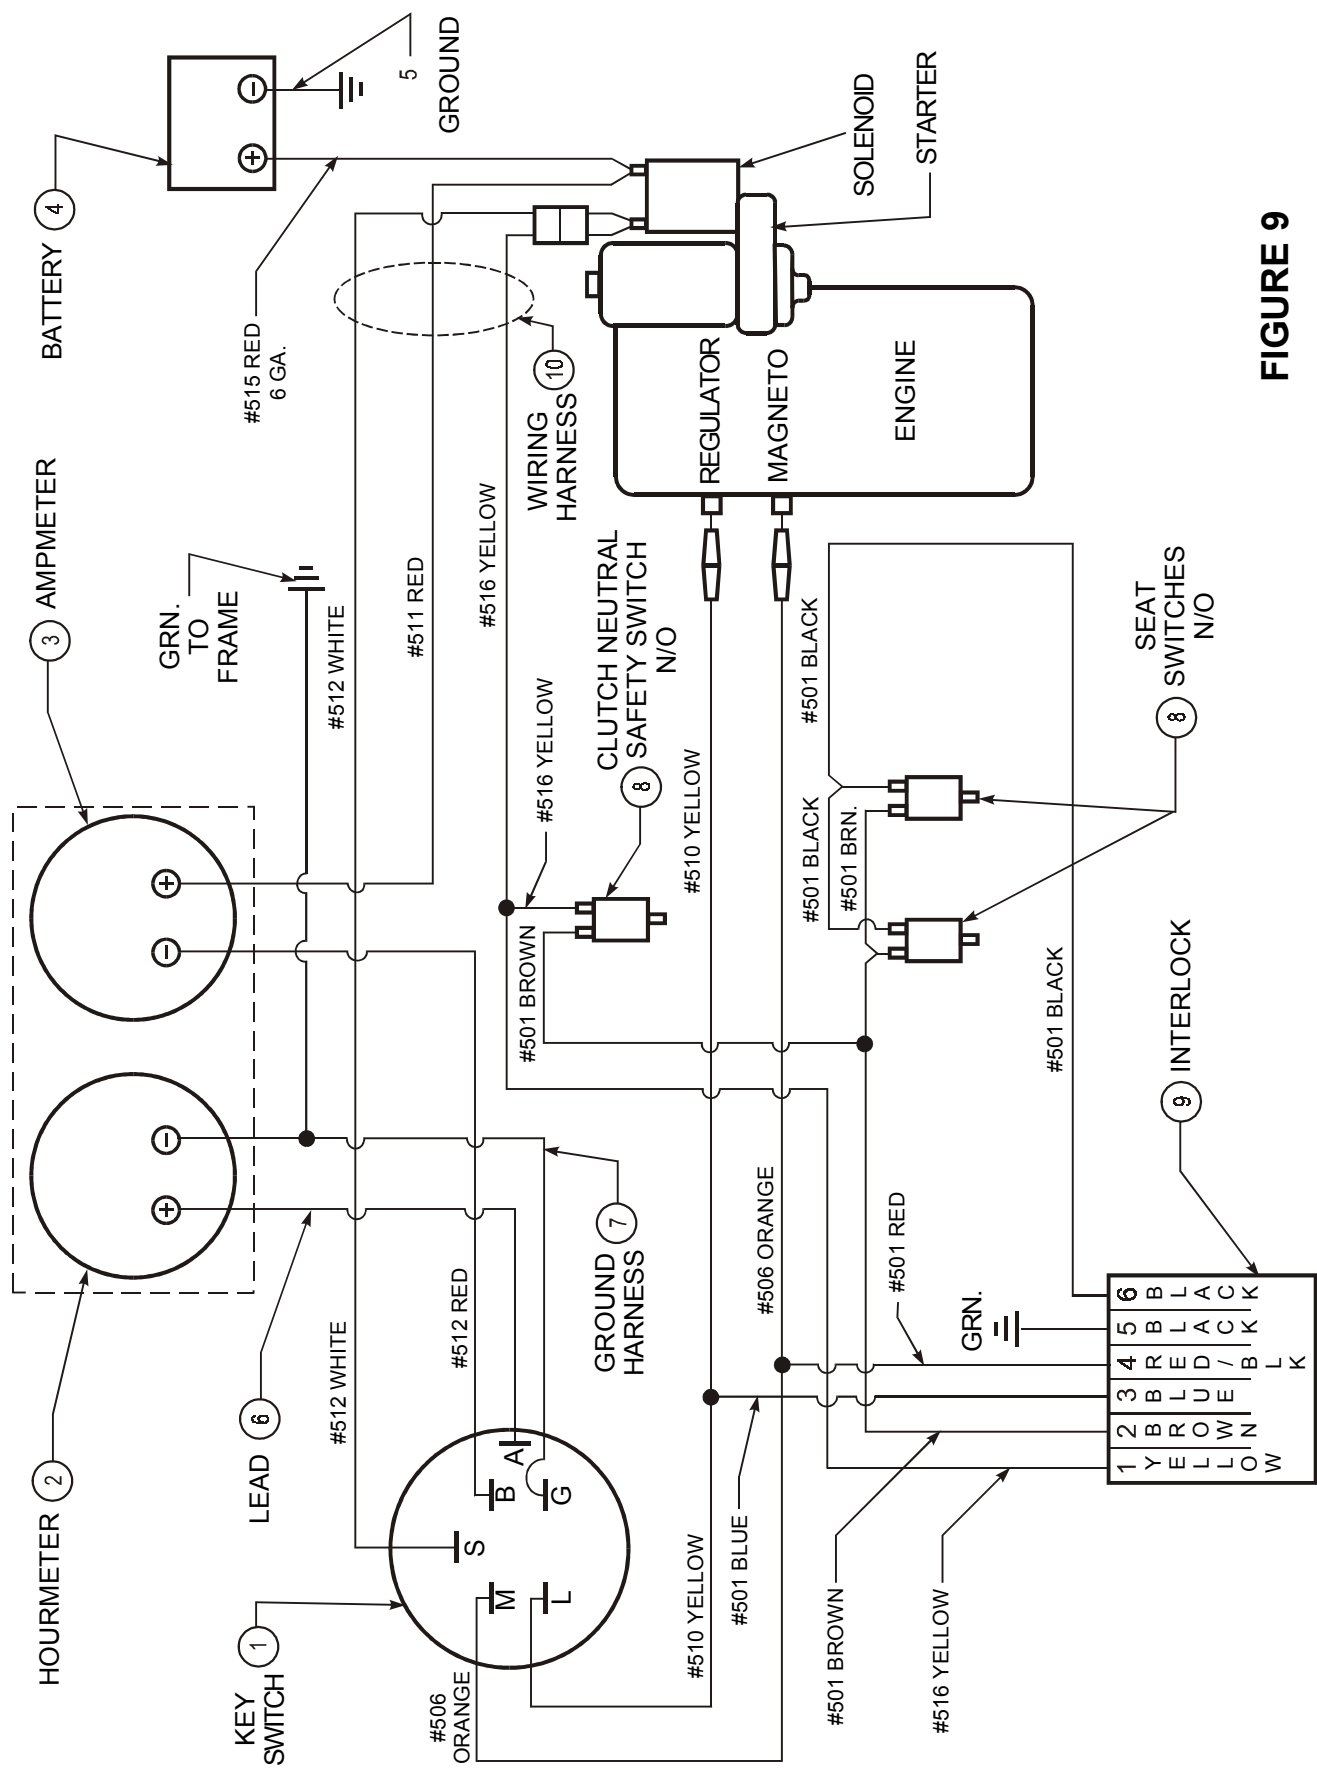 HOURMETER 2
3 AMPMETER
BATTERY 4
+
-
-
+
+
-
5
GROUND
GRN.
TO
FRAME
#515 RED
6 GA.
KEY
SWITCH
1
LEAD 6
#512 WHITE
#512 WHITE
#511 RED
#506
ORANGE
#512 RED
#516 YELLOW
S
M
B
A
L
G
GROUND
HARNESS
7
#501 BROWN
#516 YELLOW
WIRING
HARNESS
10
CLUTCH NEUTRAL
SAFETY SWITCH
N/O
8
#510 YELLOW
#510 YELLOW
REGULATOR
#501 BLUE
#506 ORANGE
MAGNETO
#501 BLACK
#501 BLACK
#501 BRN.
#501 BROWN
#501 RED
ENGINE
SOLENOID
STARTER
#516 YELLOW
GRN.
#501 BLACK
SEAT
SWITCHES
N/O
8
9 INTERLOCK
1 YELLOW
2 BROWN
3 BLUE
4 RED/BLK
5 BLACK
6 BLACK
FIGURE 9